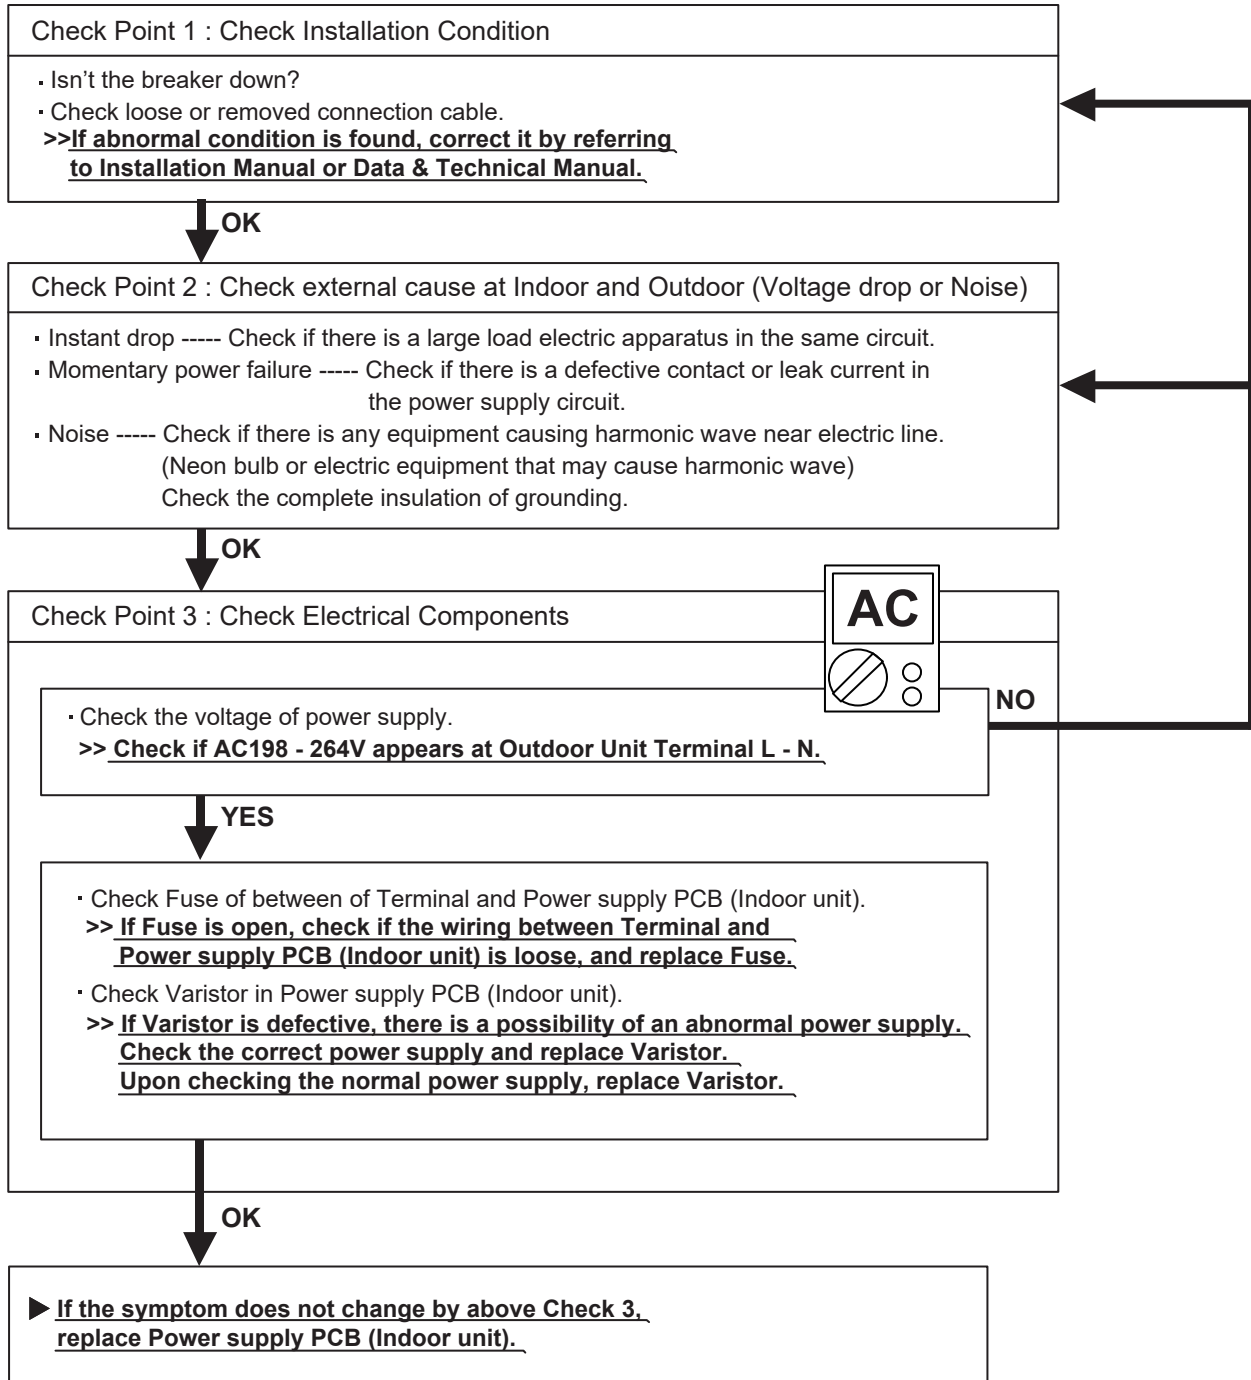 Check Point 1 : Check Installation Condition
· Isn’t the breaker down?
· Check loose or removed connection cable.
>>If abnormal condition is found, correct it by referring
to Installation Manual or Data & Technical Manual.
OK
Check Point 2 : Check external cause at Indoor and Outdoor (Voltage drop or Noise)
· Instant drop ----- Check if there is a large load electric apparatus in the same circuit.
· Momentary power failure ----- Check if there is a defective contact or leak current in
the power supply circuit.
· Noise ----- Check if there is any equipment causing harmonic wave near electric line.
(Neon bulb or electric equipment that may cause harmonic wave)
Check the complete insulation of grounding.
OK
Check Point 3 : Check Electrical Components
AC
NO
· Check the voltage of power supply.
>> Check if AC198 - 264V appears at Outdoor Unit Terminal L - N.
YES
· Check Fuse of between of Terminal and Power supply PCB (Indoor unit).
>> If Fuse is open, check if the wiring between Terminal and
Power supply PCB (Indoor unit) is loose, and replace Fuse.
· Check Varistor in Power supply PCB (Indoor unit).
>> If Varistor is defective, there is a possibility of an abnormal power supply.
Check the correct power supply and replace Varistor.
Upon checking the normal power supply, replace Varistor.
OK
▶ If the symptom does not change by above Check 3,
replace Power supply PCB (Indoor unit).